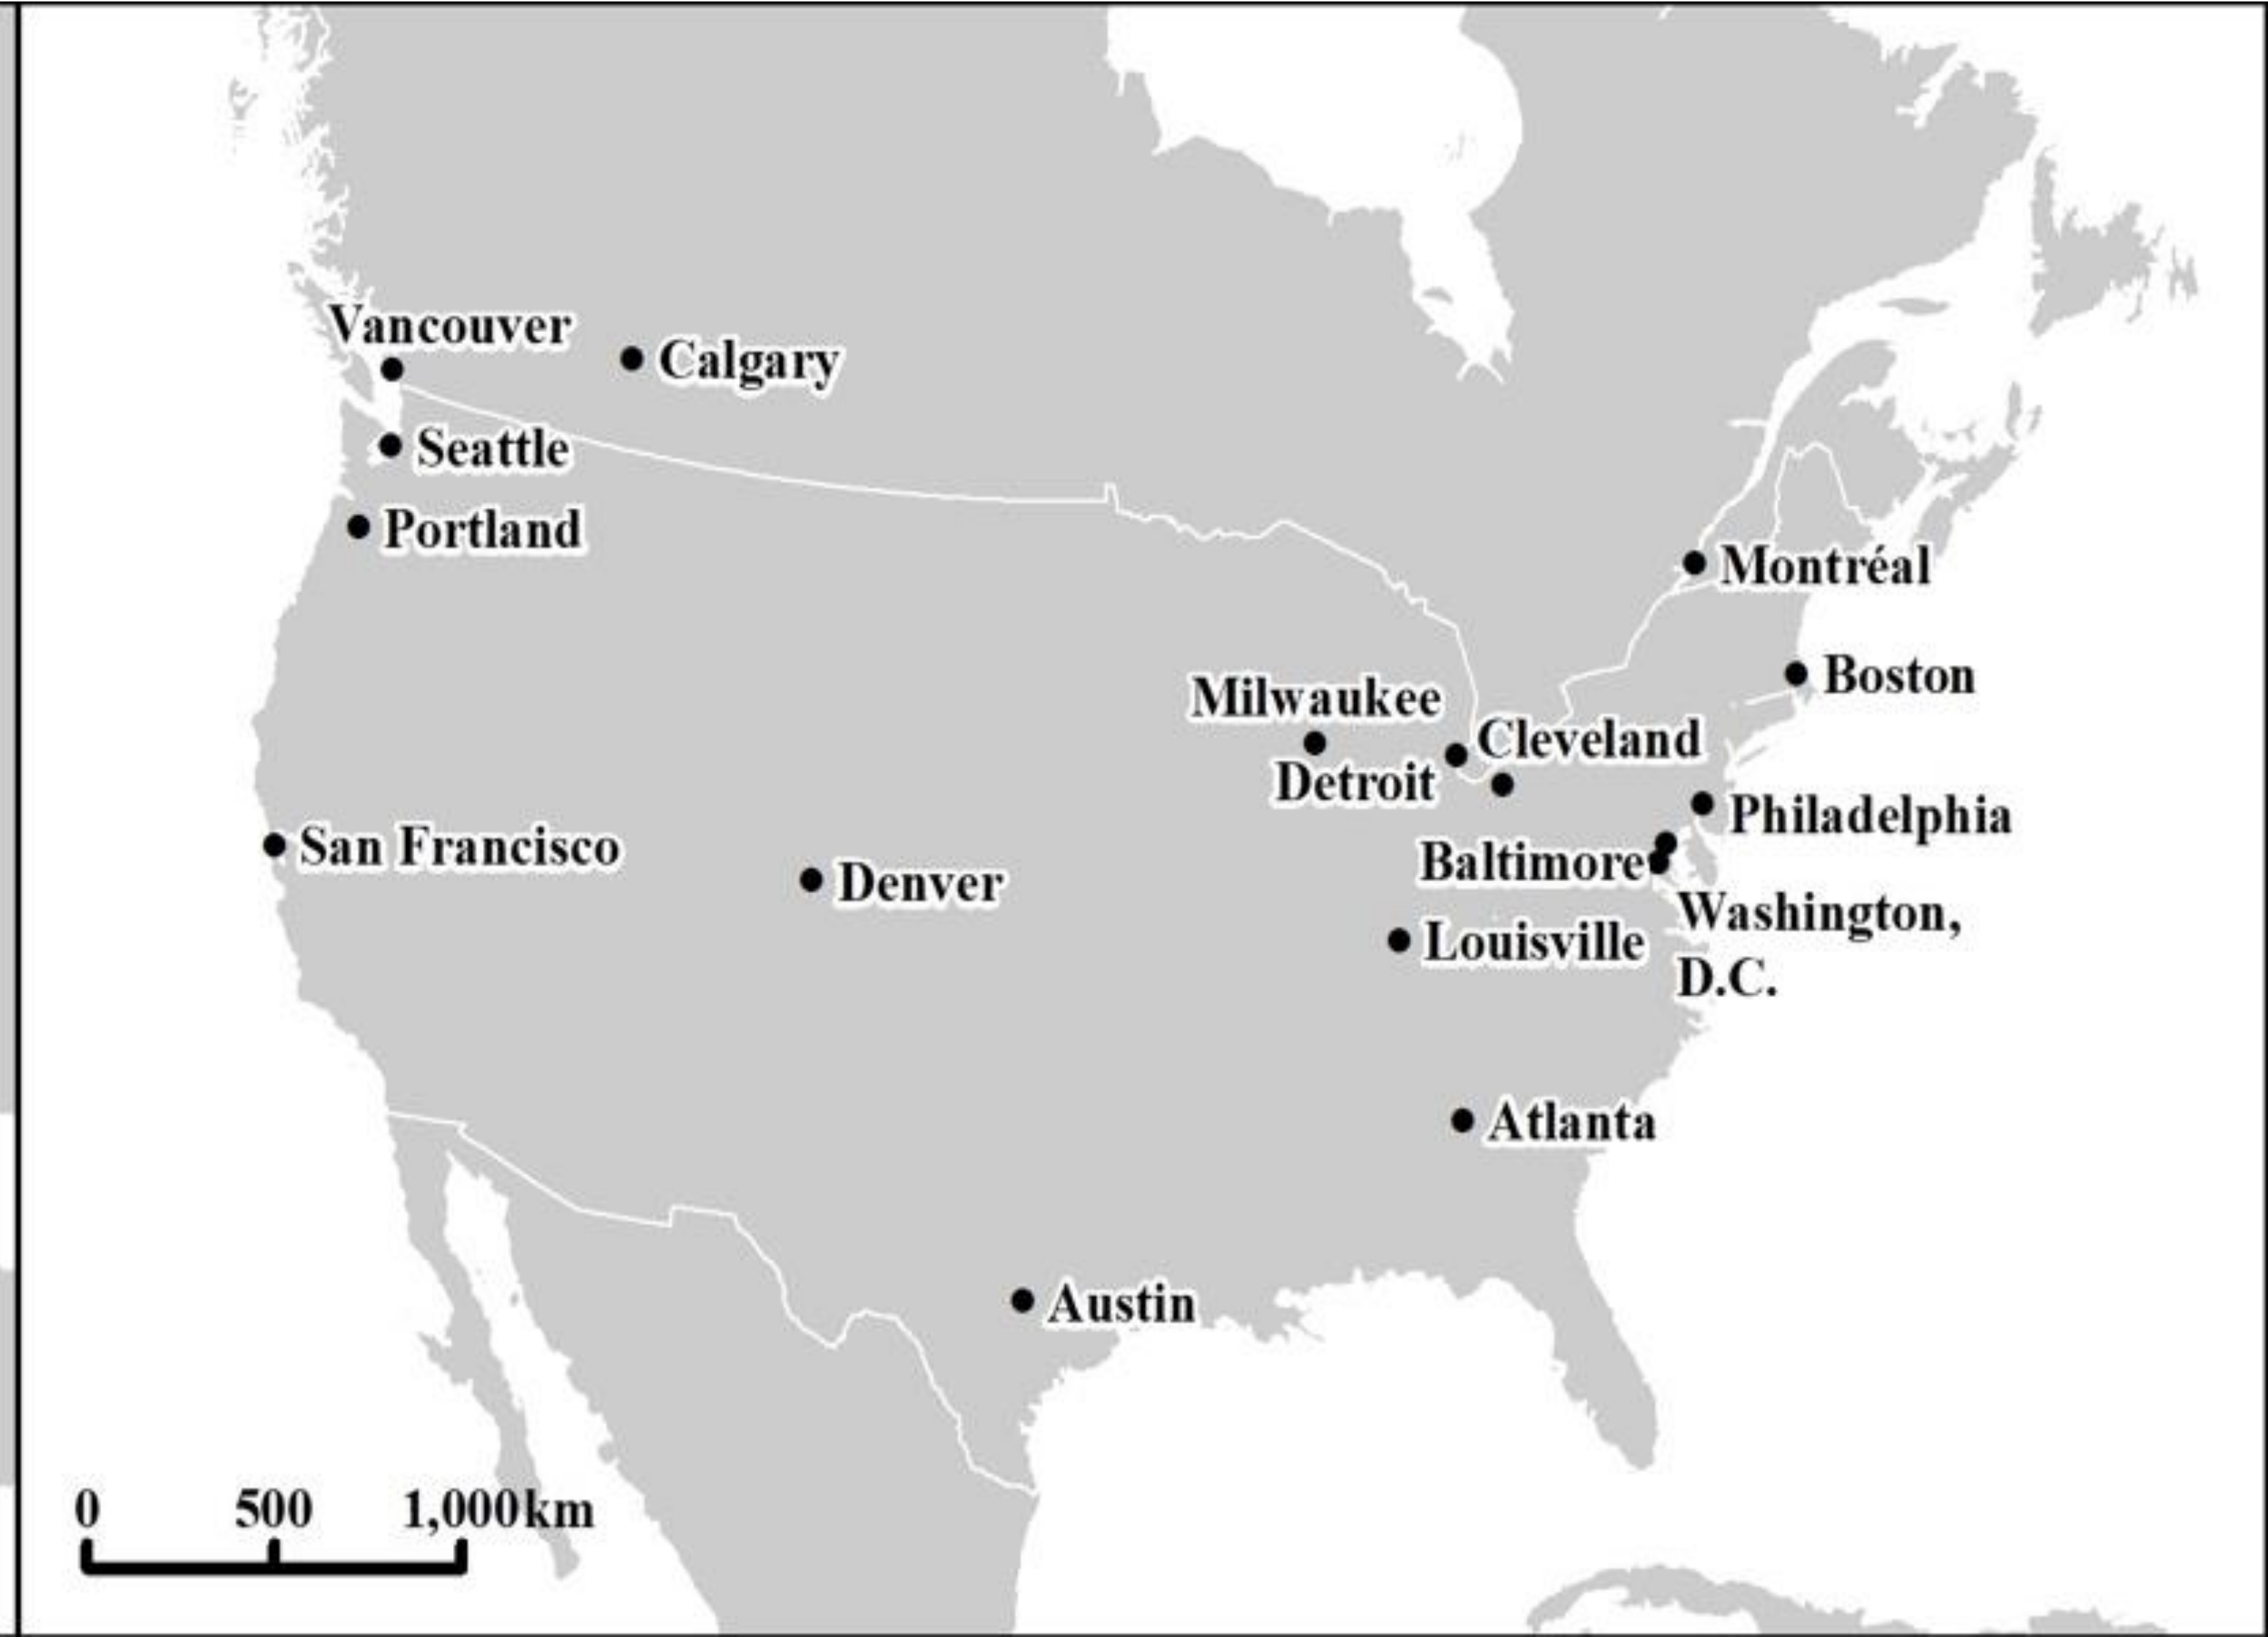 Vancouver
Calgary
Seattle
Portland
Montréal
Boston
Milwaukee
Cleveland
Detroit
Philadelphia
San Francisco
Baltimore
Denver
Washington,
D.C.
Louisville
Atlanta
Austin
0 500 1,000km